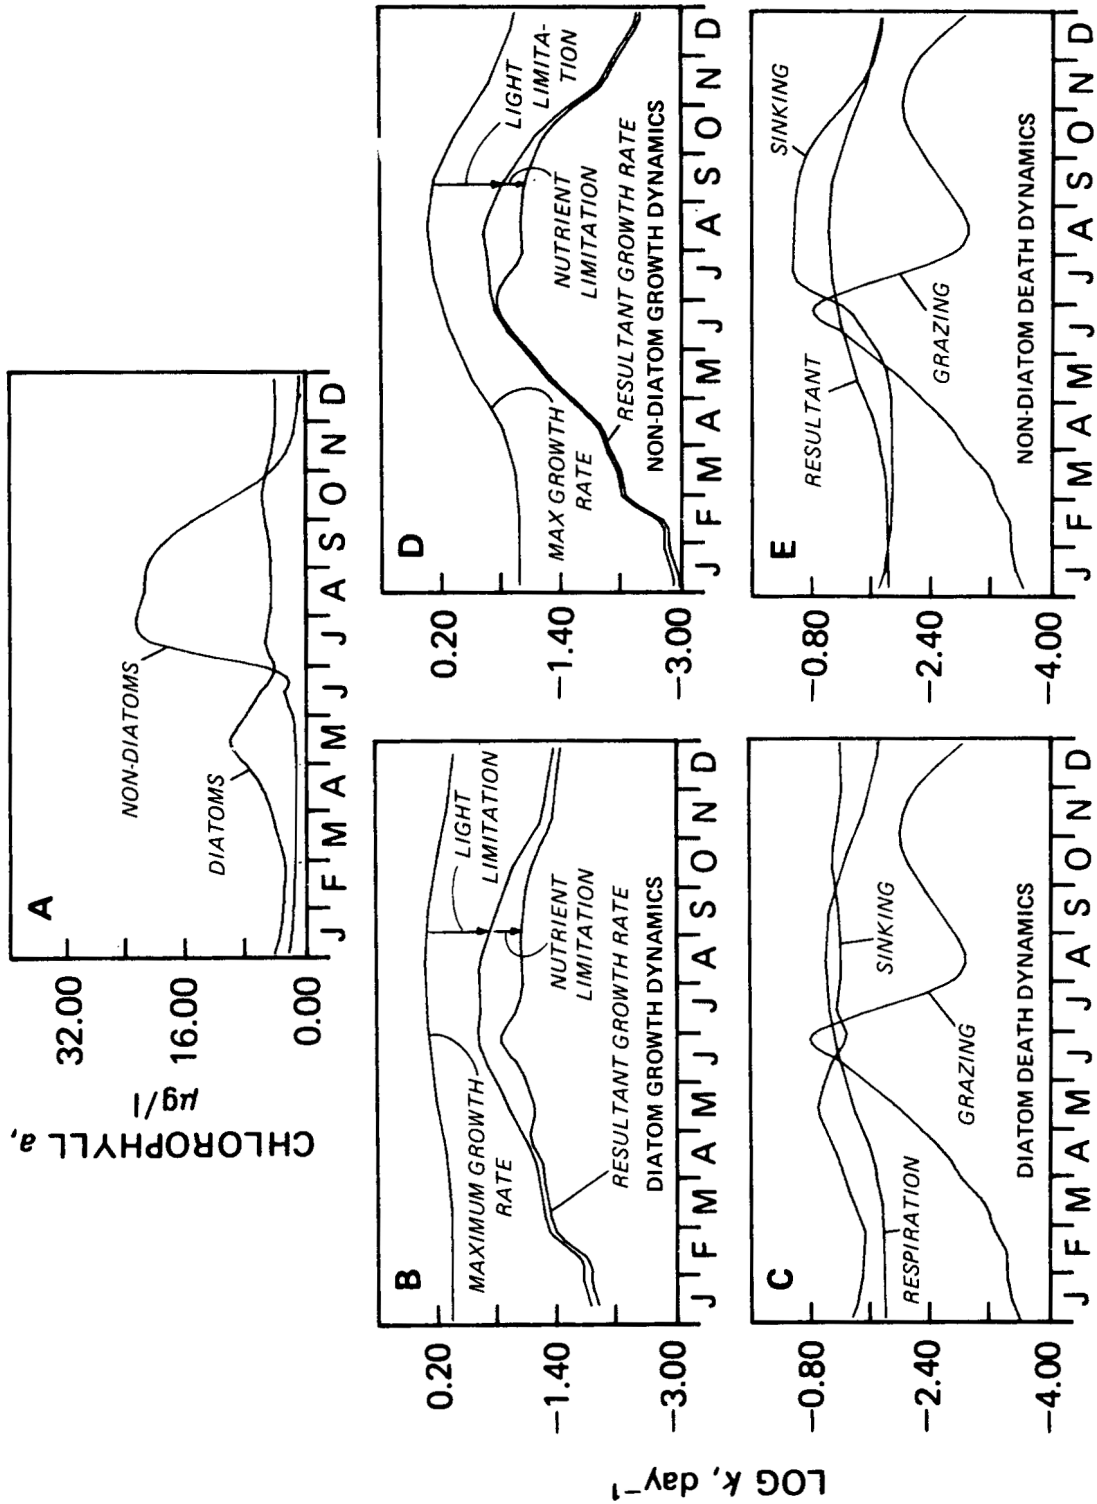 A
CHLOROPHYLL a,
µg/l
32.00
16.00
0.00
NON-DIATOMS
DIATOMS
J F M A M J J A S O N D
B
0.20
−1.40
−3.00
MAXIMUM GROWTH
RATE
LIGHT
LIMITATION
NUTRIENT
LIMITATION
RESULTANT GROWTH RATE
DIATOM GROWTH DYNAMICS
J F M A M J J A S O N D
D
0.20
−1.40
−3.00
MAX GROWTH
RATE
LIGHT
LIMITA-
TION
NUTRIENT
LIMITATION
RESULTANT GROWTH RATE
NON-DIATOM GROWTH DYNAMICS
J F M A M J J A S O N D
LOG k, day⁻¹
C
−0.80
−2.40
−4.00
RESPIRATION
GRAZING
SINKING
DIATOM DEATH DYNAMICS
J F M A M J J A S O N D
E
−0.80
−2.40
−4.00
RESULTANT
GRAZING
SINKING
NON-DIATOM DEATH DYNAMICS
J F M A M J J A S O N D